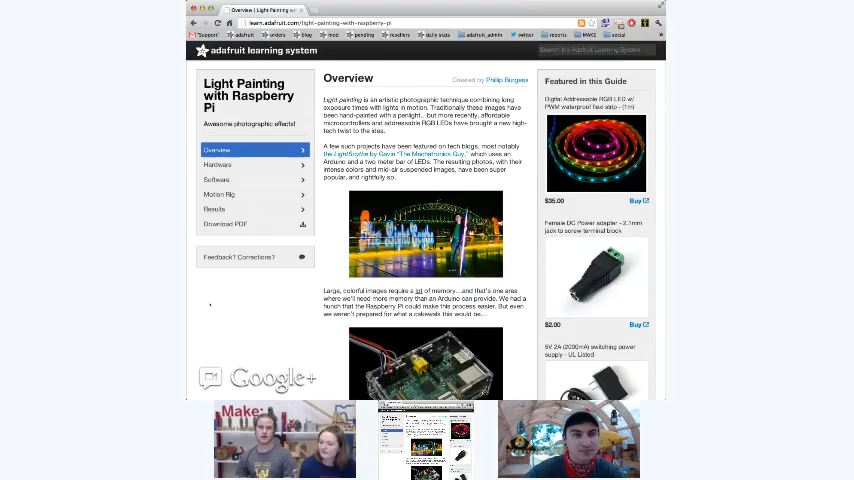 Overview | Light Painting wit
learn.adafruit.com/light-painting-with-raspberry-pi
"Support"
adafruit
orders
blog
mod
pending
resellers
daily stats
adafruit_admin
twitter
reports
MAKE
social
adafruit learning system
Search the Adafruit Learning System
Light Painting
with Raspberry
Pi
Awesome photographic effects!
Overview
Hardware
Software
Motion Rig
Results
Download PDF
Feedback? Corrections?
Overview
Created by Phillip Burgess
Light painting is an artistic photographic technique combining long
exposure times with lights in motion. Traditionally these images have
been hand-painted with a penlight…but more recently, affordable
microcontrollers and addressable RGB LEDs have brought a new high-
tech twist to the idea.
A few such projects have been featured on tech blogs, most notably
the LightScythe by Gavin "The Mechatronics Guy," which uses an
Arduino and a two meter bar of LEDs. The resulting photos, with their
intense colors and mid-air suspended images, have been super
popular, and rightfully so.
Large, colorful images require a lot of memory…and that's one area
where we'll need more memory than an Arduino can provide. We had a
hunch that the Raspberry Pi could make this process easier. But even
we weren't prepared for what a cakewalk this would be…
Featured in this Guide
Digital Addressable RGB LED w/
PWM waterproof flex strip - (1m)
$35.00 Buy
Female DC Power adapter - 2.1mm
jack to screw terminal block
$2.00 Buy
5V 2A (2000mA) switching power
supply - UL Listed
Google+
Make: